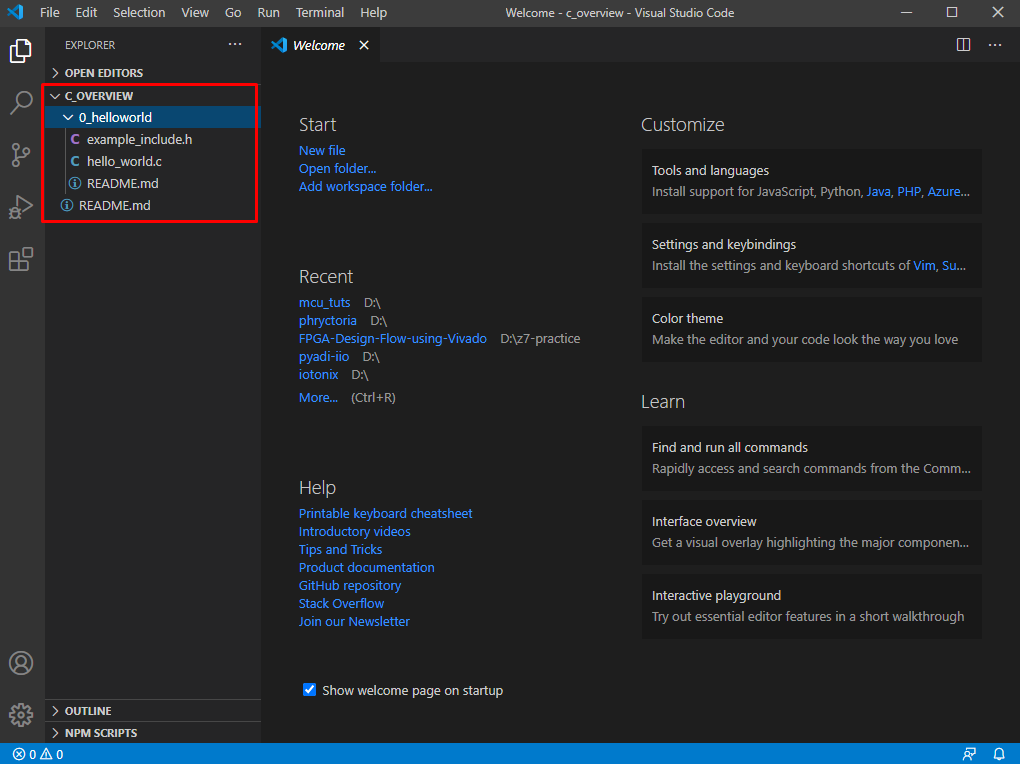 File Edit Selection View Go Run Terminal Help
Welcome - c_overview - Visual Studio Code
EXPLORER
OPEN EDITORS
C_OVERVIEW
0_helloworld
C example_include.h
C hello_world.c
README.md
README.md
OUTLINE
NPM SCRIPTS
Welcome
Start
New file
Open folder...
Add workspace folder...
Recent
mcu_tuts D:\
phryctoria D:\
FPGA-Design-Flow-using-Vivado D:\z7-practice
pyadi-iio D:\
iotonix D:\
More... (Ctrl+R)
Help
Printable keyboard cheatsheet
Introductory videos
Tips and Tricks
Product documentation
GitHub repository
Stack Overflow
Join our Newsletter
Show welcome page on startup
Customize
Tools and languages
Install support for JavaScript, Python, Java, PHP, Azure...
Settings and keybindings
Install the settings and keyboard shortcuts of Vim, Su...
Color theme
Make the editor and your code look the way you love
Learn
Find and run all commands
Rapidly access and search commands from the Comm...
Interface overview
Get a visual overlay highlighting the major componen...
Interactive playground
Try out essential editor features in a short walkthrough
0 0